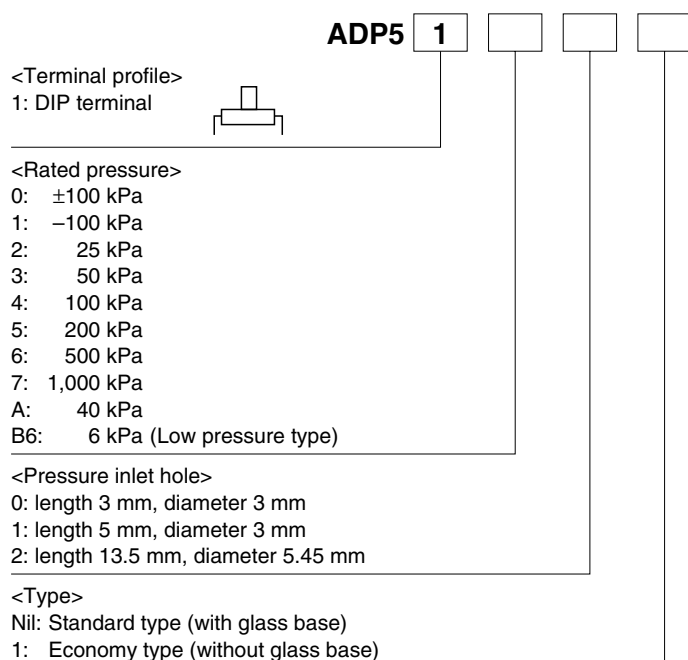 ADP5 1
<Terminal profile>
1: DIP terminal
<Rated pressure>
0: ±100 kPa
1: –100 kPa
2: 25 kPa
3: 50 kPa
4: 100 kPa
5: 200 kPa
6: 500 kPa
7: 1,000 kPa
A: 40 kPa
B6: 6 kPa (Low pressure type)
<Pressure inlet hole>
0: length 3 mm, diameter 3 mm
1: length 5 mm, diameter 3 mm
2: length 13.5 mm, diameter 5.45 mm
<Type>
Nil: Standard type (with glass base)
1: Economy type (without glass base)